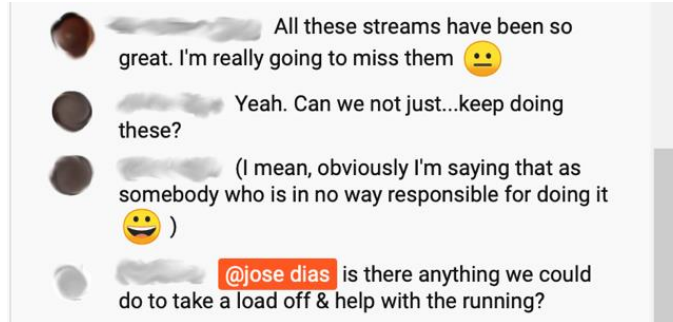 All these streams have been so
great. I'm really going to miss them 😐
Yeah. Can we not just...keep doing
these?
(I mean, obviously I'm saying that as
somebody who is in no way responsible for doing it
😀 )
@jose dias is there anything we could
do to take a load off & help with the running?